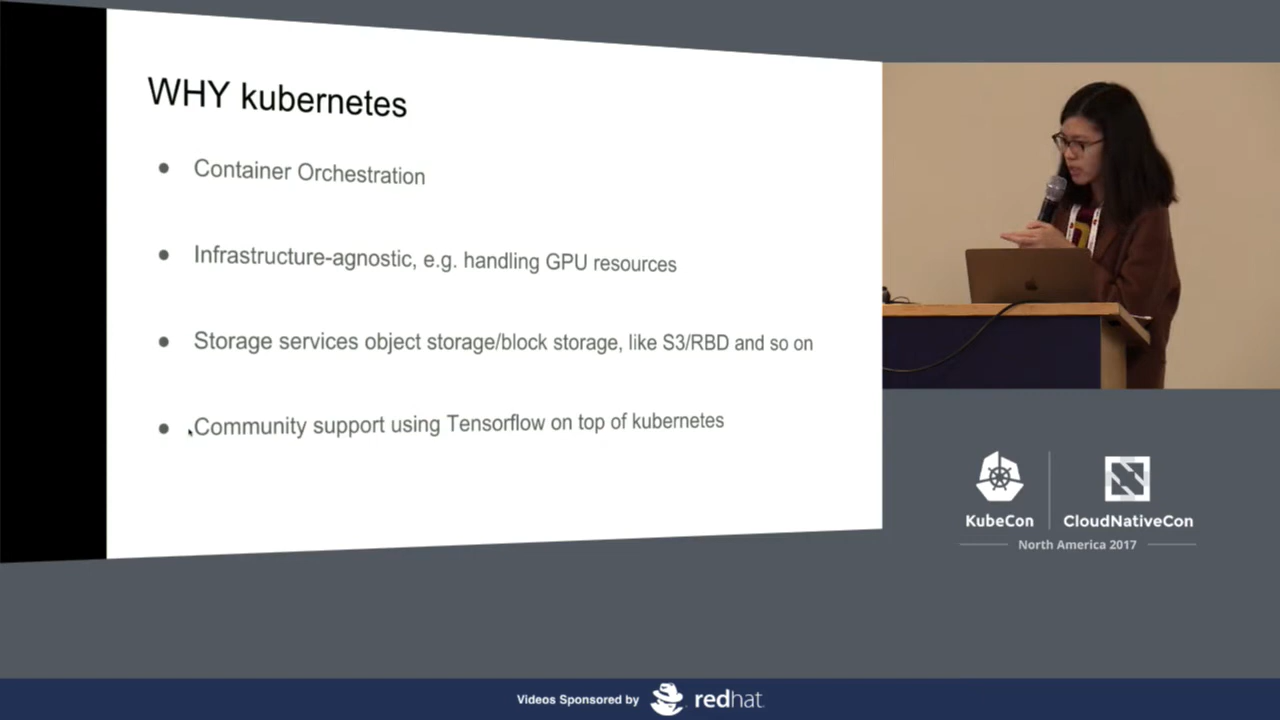 WHY kubernetes
Container Orchestration
Infrastructure-agnostic, e.g. handling GPU resources
Storage services object storage/block storage, like S3/RBD and so on
Community support using Tensorflow on top of kubernetes
KubeCon
CloudNativeCon
North America 2017
Videos Sponsored by
redhat.